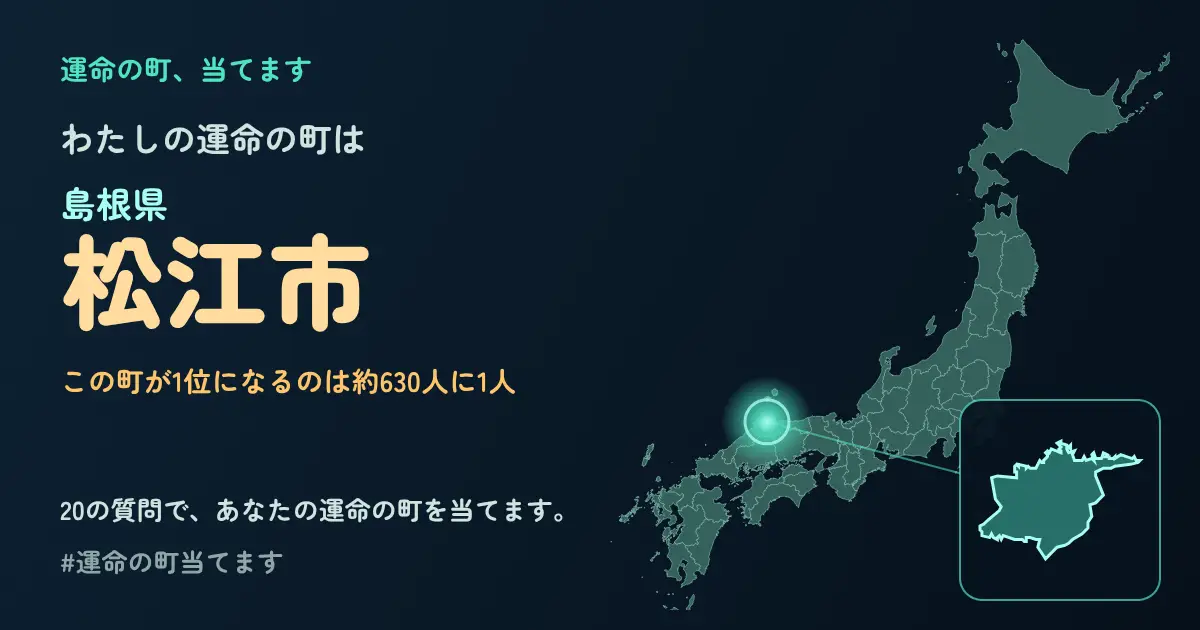 運命の町、当てます
わたしの運命の町は
島根県
松江市
この町が1位になるのは約630人に1人
20の質問で、あなたの運命の町を当てます。
#運命の町当てます